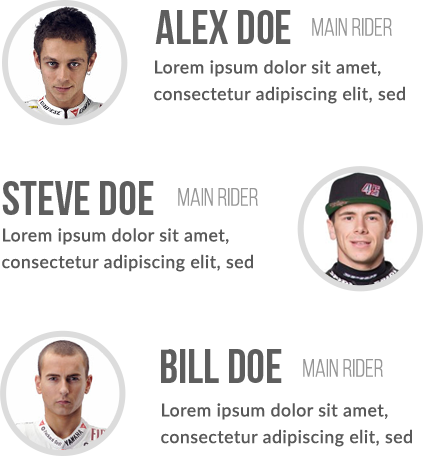 ALEX DOE MAIN RIDER
Lorem ipsum dolor sit amet,
consectetur adipiscing elit, sed
STEVE DOE MAIN RIDER
Lorem ipsum dolor sit amet,
consectetur adipiscing elit, sed
45
BILL DOE MAIN RIDER
Lorem ipsum dolor sit amet,
consectetur adipiscing elit, sed
YAMAHA